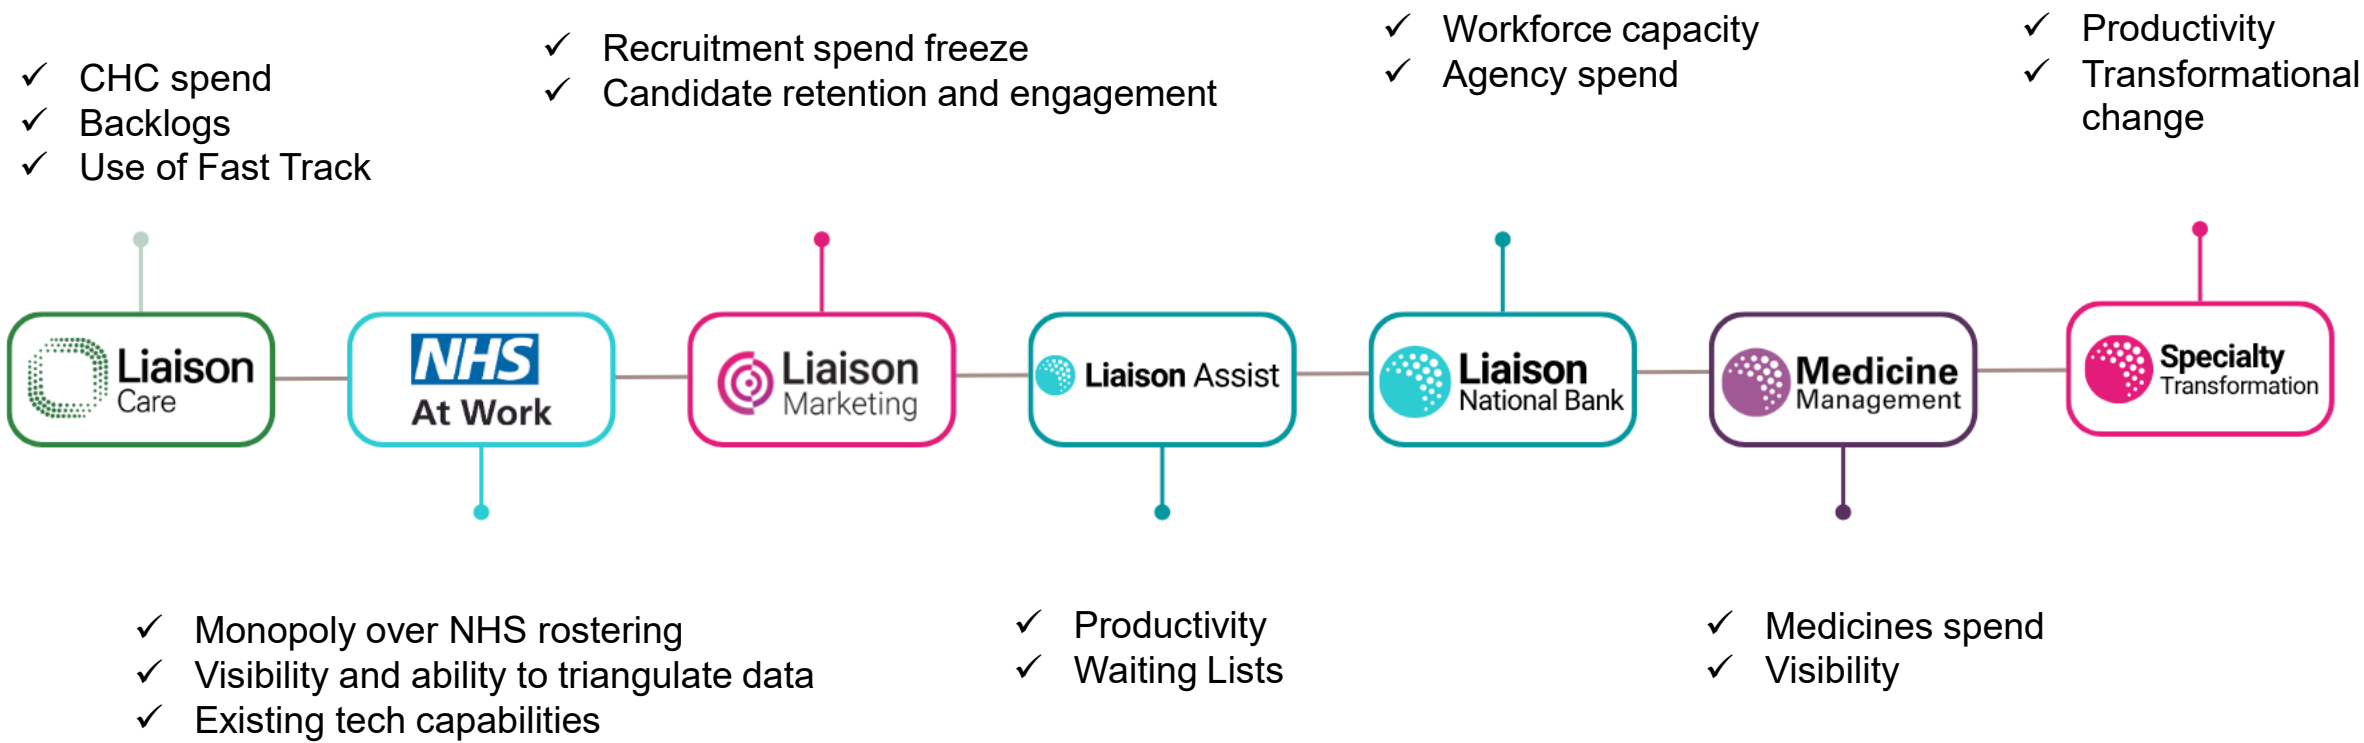 ✓ CHC spend
✓ Backlogs
✓ Use of Fast Track
✓ Recruitment spend freeze
✓ Candidate retention and engagement
✓ Workforce capacity
✓ Agency spend
✓ Productivity
✓ Transformational
change
Liaison
Care
NHS
At Work
Liaison
Marketing
Liaison Assist
Liaison
National Bank
Medicine
Management
Specialty
Transformation
✓ Monopoly over NHS rostering
✓ Visibility and ability to triangulate data
✓ Existing tech capabilities
✓ Productivity
✓ Waiting Lists
✓ Medicines spend
✓ Visibility